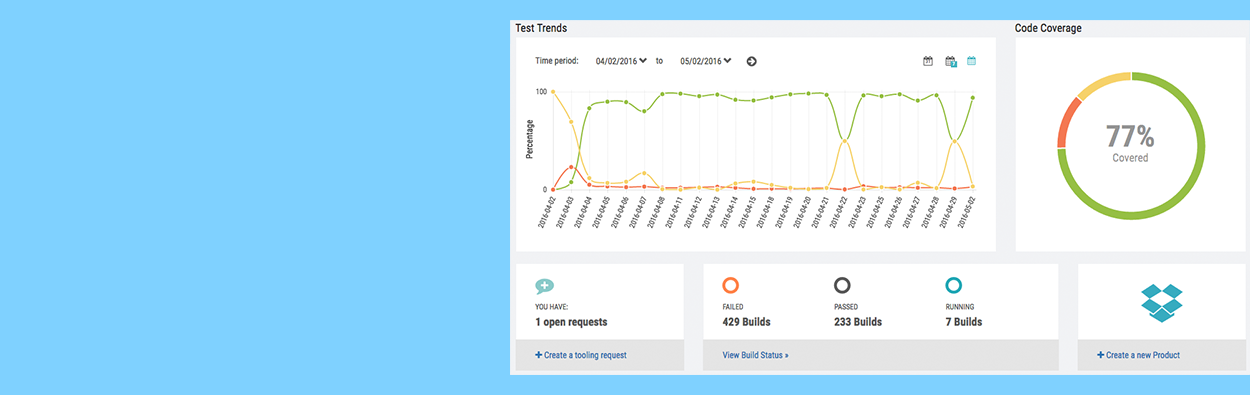 Test Trends
Code Coverage
Time period: 04/02/2016 to 05/02/2016
21
7
100
Percentage
0
2016-04-02
2016-04-03
2016-04-04
2016-04-05
2016-04-06
2016-04-07
2016-04-08
2016-04-11
2016-04-12
2016-04-13
2016-04-14
2016-04-15
2016-04-18
2016-04-19
2016-04-20
2016-04-21
2016-04-22
2016-04-23
2016-04-25
2016-04-26
2016-04-27
2016-04-28
2016-04-29
2016-05-02
77%
Covered
YOU HAVE:
1 open requests
+ Create a tooling request
FAILED
429 Builds
PASSED
233 Builds
RUNNING
7 Builds
View Build Status »
+ Create a new Product